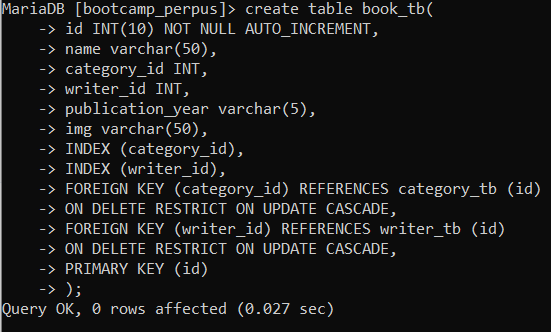 MariaDB [bootcamp_perpus]> create table book_tb(
    -> id INT(10) NOT NULL AUTO_INCREMENT,
    -> name varchar(50),
    -> category_id INT,
    -> writer_id INT,
    -> publication_year varchar(5),
    -> img varchar(50),
    -> INDEX (category_id),
    -> INDEX (writer_id),
    -> FOREIGN KEY (category_id) REFERENCES category_tb (id)
    -> ON DELETE RESTRICT ON UPDATE CASCADE,
    -> FOREIGN KEY (writer_id) REFERENCES writer_tb (id)
    -> ON DELETE RESTRICT ON UPDATE CASCADE,
    -> PRIMARY KEY (id)
    -> );
Query OK, 0 rows affected (0.027 sec)